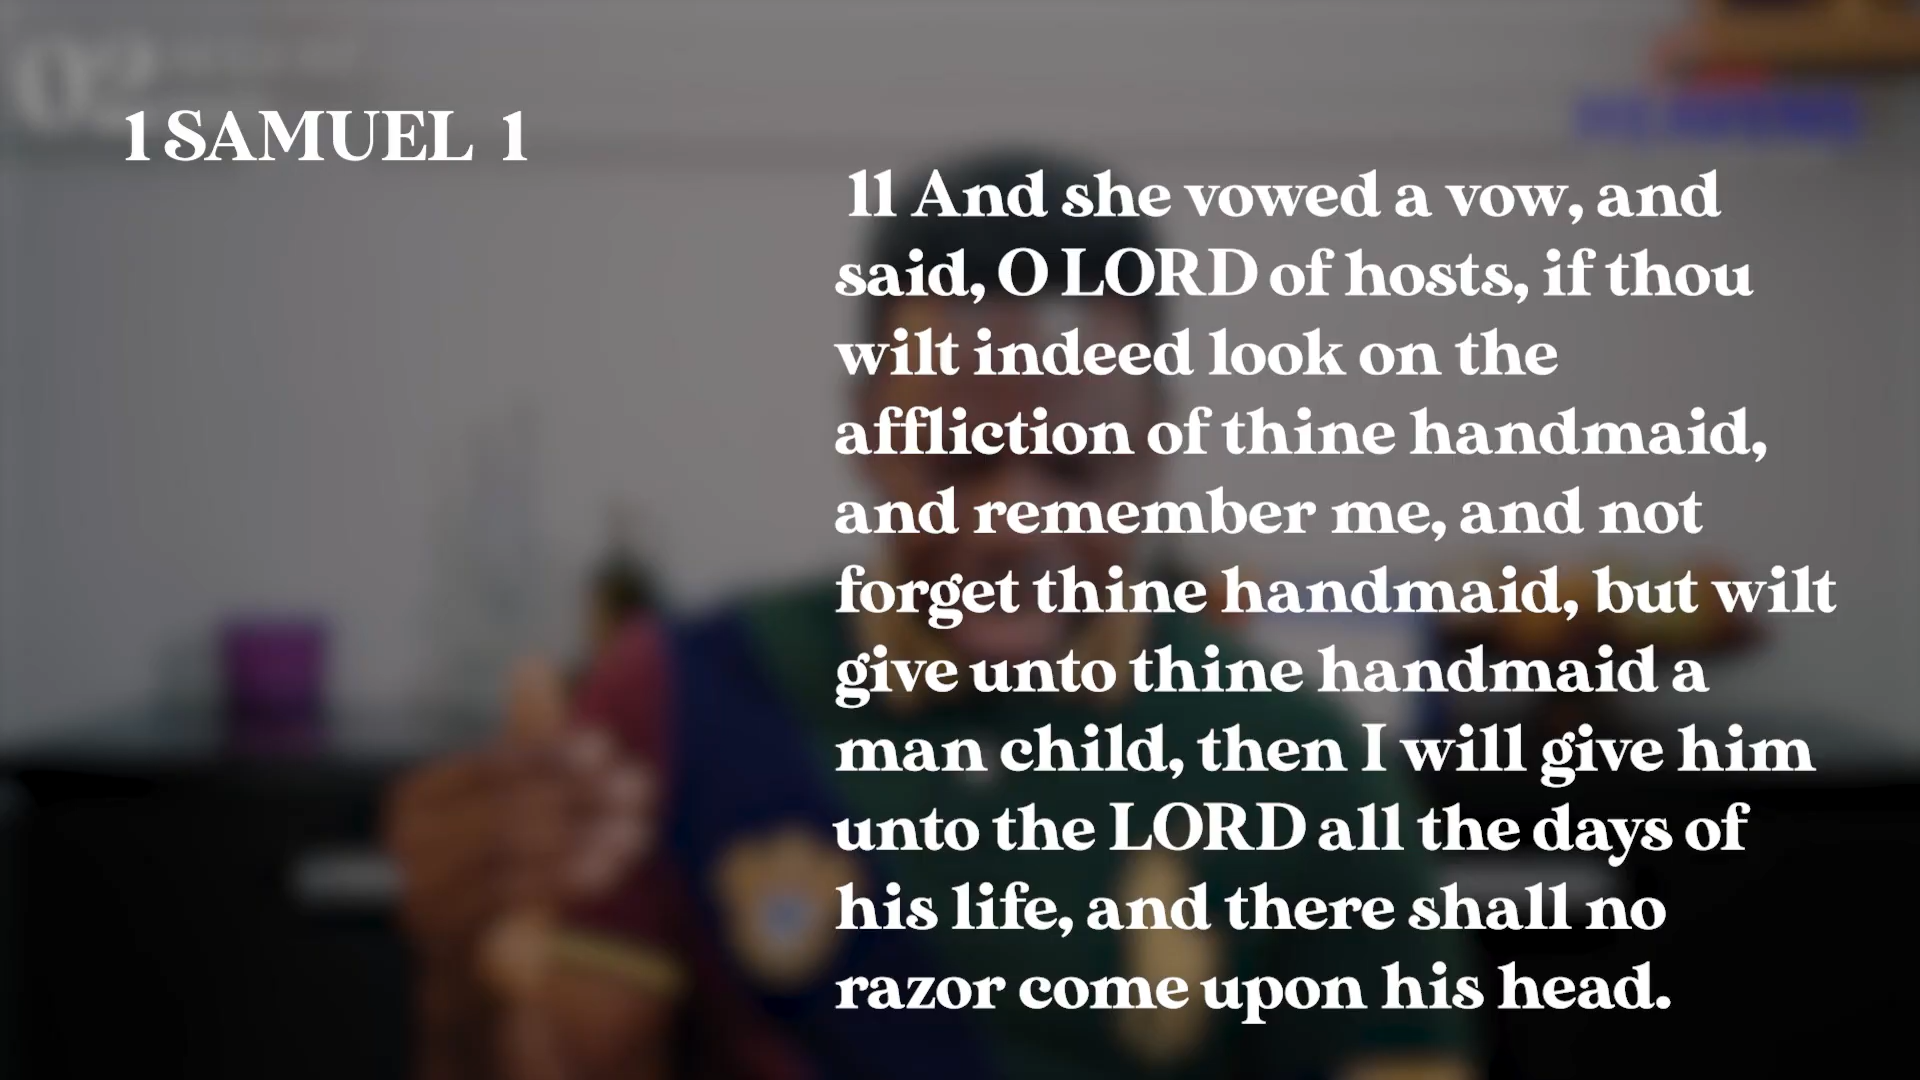 1 SAMUEL 1
11 And she vowed a vow, and
said, O LORD of hosts, if thou
wilt indeed look on the
affliction of thine handmaid,
and remember me, and not
forget thine handmaid, but wilt
give unto thine handmaid a
man child, then I will give him
unto the LORD all the days of
his life, and there shall no
razor come upon his head.